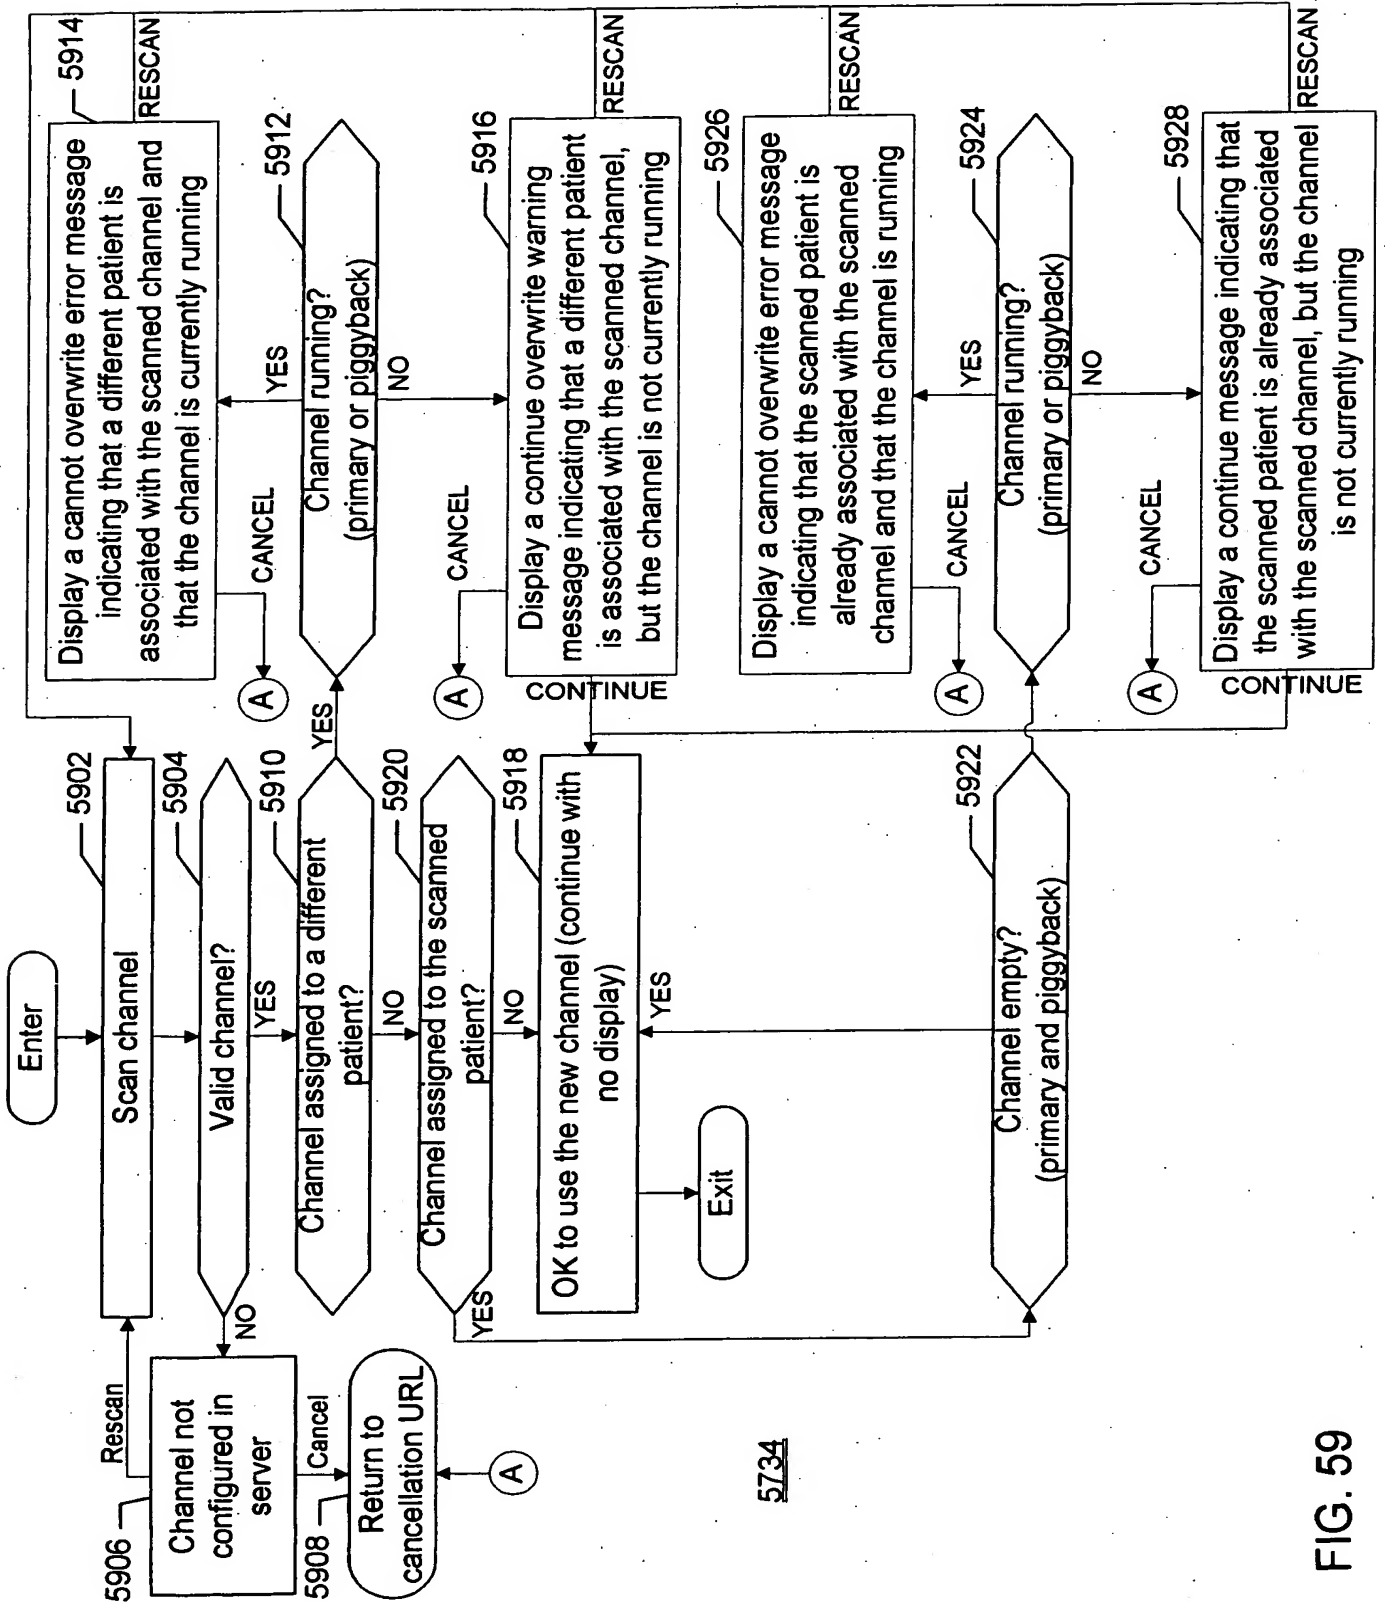 Enter
5902
Scan channel
5904
Valid channel?
NO
YES
5906
Channel not
configured in
server
Rescan
Cancel
5908
Return to
cancellation URL
A
5910
Channel assigned to a different
patient?
YES
NO
5920
Channel assigned to the scanned
patient?
YES
NO
5918
OK to use the new channel (continue with
no display)
Exit
YES
5922
Channel empty?
(primary and piggyback)
5914
Display a cannot overwrite error message
indicating that a different patient is
associated with the scanned channel and
that the channel is currently running
RESCAN
CANCEL
A
YES
5912
Channel running?
(primary or piggyback)
NO
5916
Display a continue overwrite warning
message indicating that a different patient
is associated with the scanned channel,
but the channel is not currently running
RESCAN
CANCEL
A
CONTINUE
5926
Display a cannot overwrite error message
indicating that the scanned patient is
already associated with the scanned
channel and that the channel is running
RESCAN
CANCEL
A
YES
5924
Channel running?
(primary or piggyback)
NO
5928
Display a continue message indicating that
the scanned patient is already associated
with the scanned channel, but the channel
is not currently running
RESCAN
CANCEL
A
CONTINUE
5734
FIG. 59